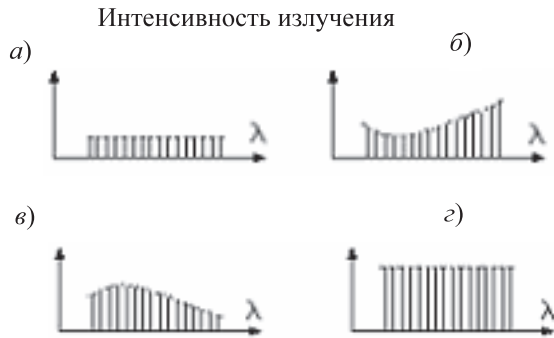 Интенсивность излучения
а)
б)
λ
λ
в)
г)
λ
λ